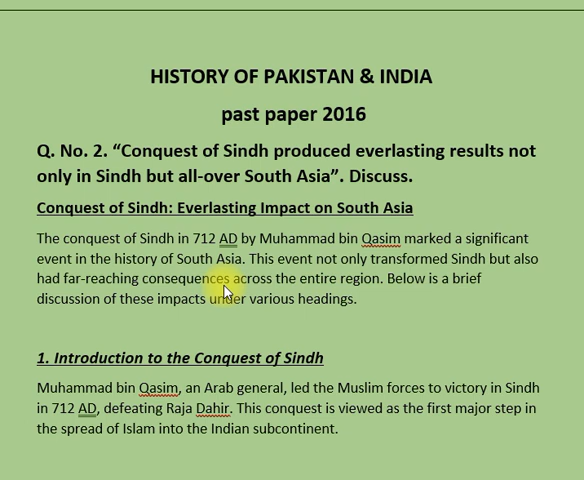 HISTORY OF PAKISTAN & INDIA
past paper 2016
Q. No. 2. “Conquest of Sindh produced everlasting results not
only in Sindh but all-over South Asia”. Discuss.
Conquest of Sindh: Everlasting Impact on South Asia
The conquest of Sindh in 712 AD by Muhammad bin Qasim marked a significant
event in the history of South Asia. This event not only transformed Sindh but also
had far-reaching consequences across the entire region. Below is a brief
discussion of these impacts under various headings.
1. Introduction to the Conquest of Sindh
Muhammad bin Qasim, an Arab general, led the Muslim forces to victory in Sindh
in 712 AD, defeating Raja Dahir. This conquest is viewed as the first major step in
the spread of Islam into the Indian subcontinent.